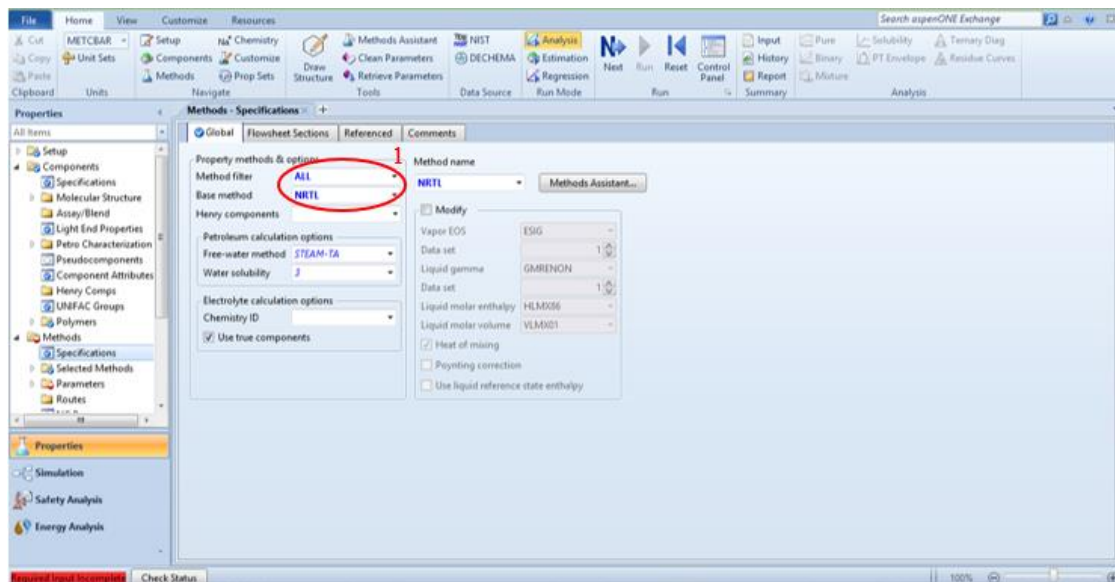 File Home View Customize Resources Search aspenONE Exchange
Cut METCBAR Setup Chemistry Methods Assistant NIST Analysis Input Pure Solubility Ternary Diag
Copy Unit Sets Components Customize Clean Parameters DECHEMA Estimation History Binary PT Envelope Residue Curves
Paste Methods Prop Sets Draw Structure Retrieve Parameters Regression Next Run Reset Control Panel Report Mixture
Clipboard Units Navigate Tools Data Source Run Mode Run Summary Analysis
Properties
All Items
Setup
Components
Specifications
Molecular Structure
Assay/Blend
Light End Properties
Petro Characterization
Pseudocomponents
Component Attributes
Henry Comps
UNIFAC Groups
Polymers
Methods
Specifications
Selected Methods
Parameters
Routes
Properties
Simulation
Safety Analysis
Energy Analysis
Methods - Specifications × +
Global Flowsheet Sections Referenced Comments
Property methods & options
1
Method filter ALL
Base method NRTL
Henry components
Petroleum calculation options
Free-water method STEAM-TA
Water solubility 3
Electrolyte calculation options
Chemistry ID
Use true components
Method name
NRTL Methods Assistant...
Modify
Vapor EOS ESIG
Data set 1
Liquid gamma GMRENON
Data set 1
Liquid molar enthalpy HLMX86
Liquid molar volume VLMX01
Heat of mixing
Poynting correction
Use liquid reference state enthalpy
Required Input Incomplete Check Status 100%